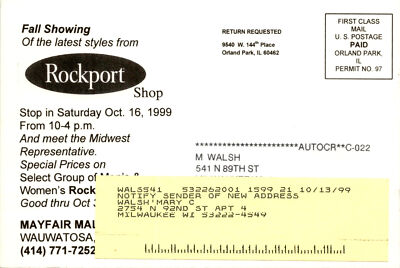 Fall Showing
Of the latest styles from
Rockport
Shop
Stop in Saturday Oct. 16, 1999
From 10-4 p.m.
And meet the Midwest
Representative.
Special Prices on
Select Group of Men's &
Women's Rock
Good thru Oct 3
MAYFAIR MAL
WAUWATOSA,
(414) 771-7252
RETURN REQUESTED
9540 W. 144th Place
Orland Park, IL 60462
FIRST CLASS
MAIL
U. S. POSTAGE
PAID
ORLAND PARK,
IL
PERMIT NO. 97
***********************AUTOCR**C-022
M WALSH
541 N 89TH ST
WALS541 532262001 1599 21 10/13/99
NOTIFY SENDER OF NEW ADDRESS
WALSH'MARY C
2754 N 92ND ST APT 4
MILWAUKEE WI 53222-4549